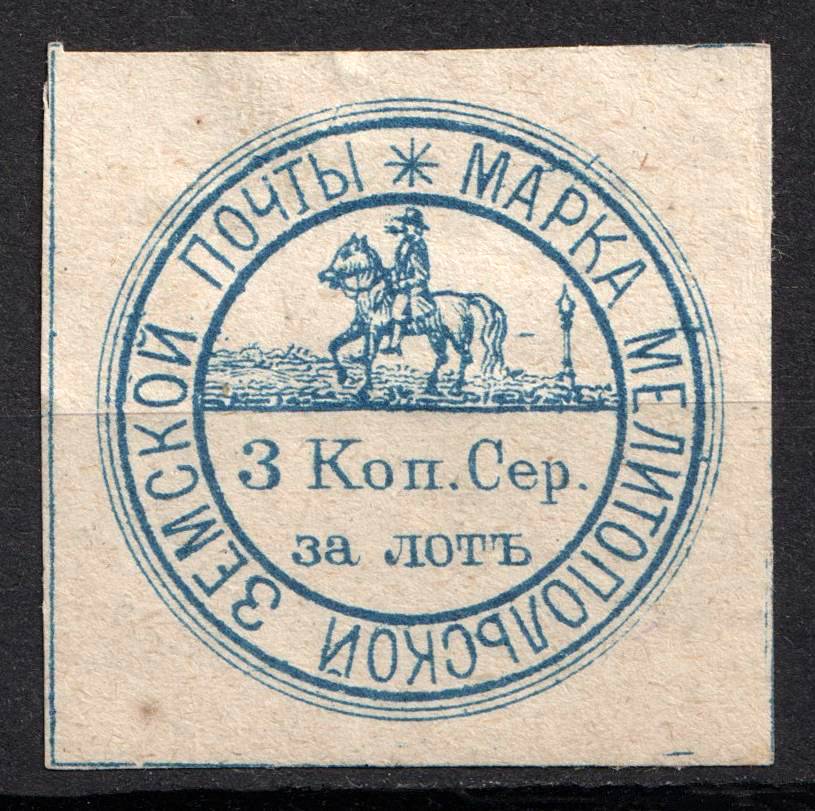 МАРКА МЕЛИТОПОЛЬСКОЙ ЗЕМСКОЙ ПОЧТЫ *
3 Коп. Сер.
за лотъ